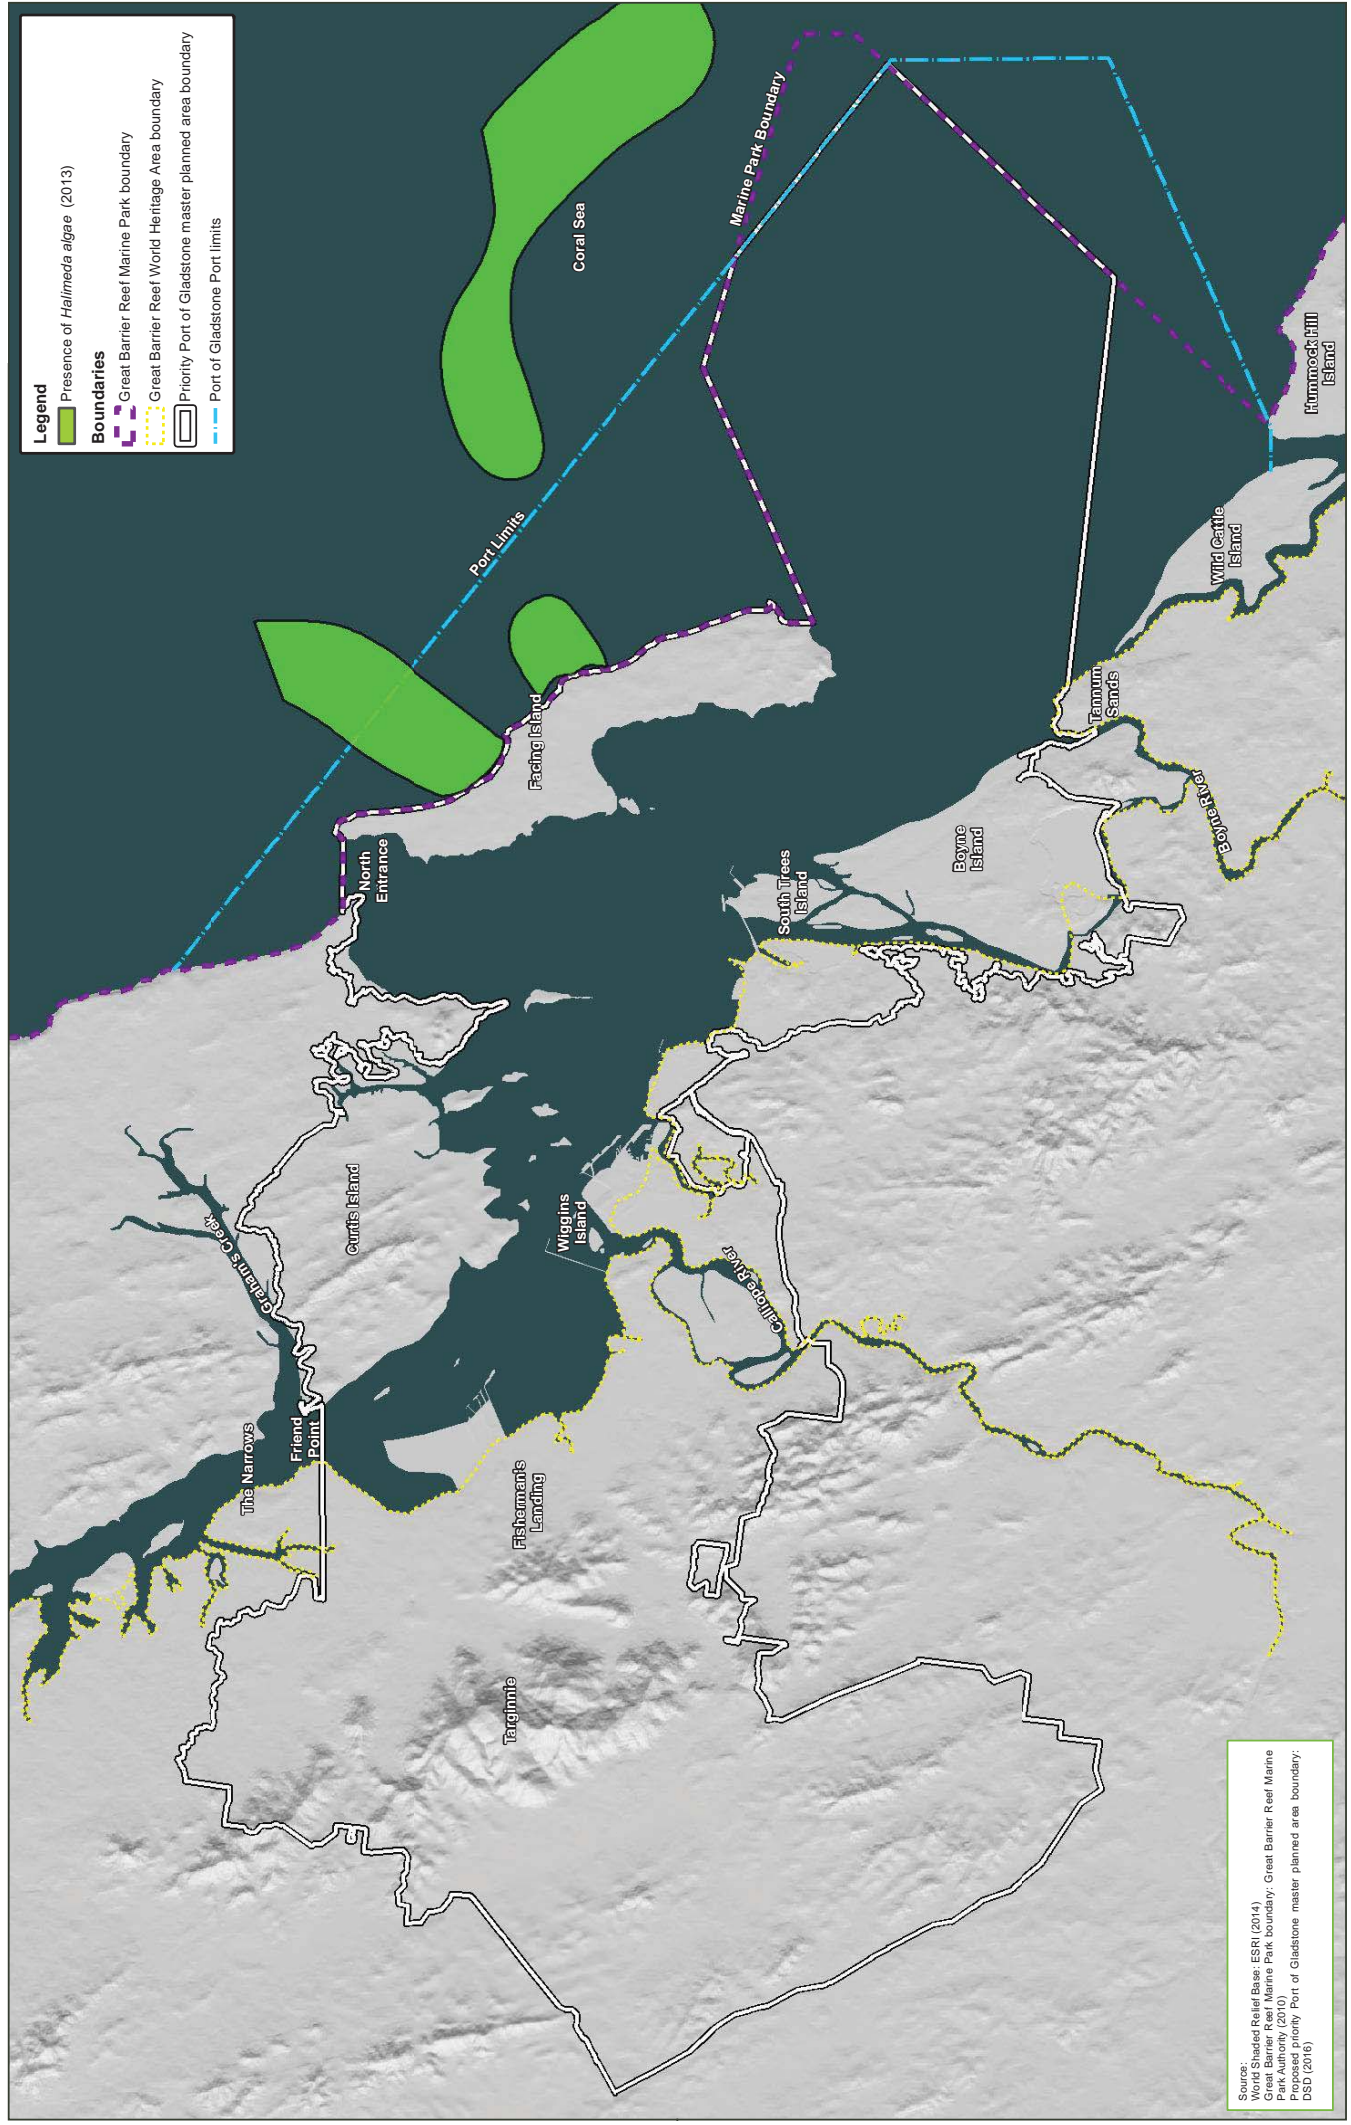 Legend
Presence of Halimeda algae (2013)
Boundaries
Great Barrier Reef Marine Park boundary
Great Barrier Reef World Heritage Area boundary
Priority Port of Gladstone master planned area boundary
Port of Gladstone Port limits
Coral Sea
Marine Park Boundary
Port Limits
Hummock Hill
Island
Wild Cattle
Island
Tannum
Sands
Boyne River
Facing Island
North
Entrance
Boyne
Island
South Trees
Island
Curtis Island
Graham's Creek
Wiggins
Island
Calliope River
The Narrows
Friend
Point
Fisherman's
Landing
Targinnie
Source:
World Shaded Relief Base: ESRI (2014)
Great Barrier Reef Marine Park boundary: Great Barrier Reef Marine
Park Authority (2010)
Proposed priority Port of Gladstone master planned area boundary:
DSD (2016)